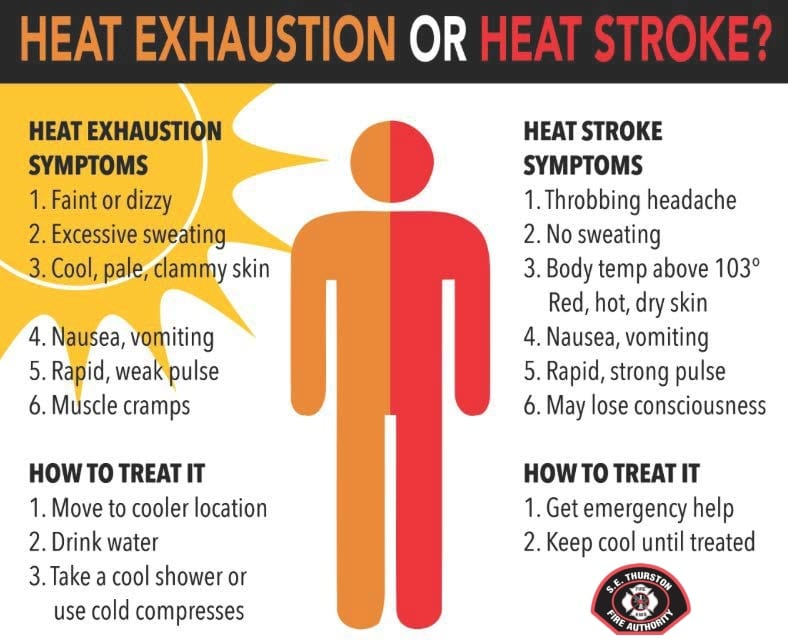 HEAT EXHAUSTION OR HEAT STROKE?
HEAT EXHAUSTION
SYMPTOMS
1. Faint or dizzy
2. Excessive sweating
3. Cool, pale, clammy skin
4. Nausea, vomiting
5. Rapid, weak pulse
6. Muscle cramps
HOW TO TREAT IT
1. Move to cooler location
2. Drink water
3. Take a cool shower or
use cold compresses
HEAT STROKE
SYMPTOMS
1. Throbbing headache
2. No sweating
3. Body temp above 103°
Red, hot, dry skin
4. Nausea, vomiting
5. Rapid, strong pulse
6. May lose consciousness
HOW TO TREAT IT
1. Get emergency help
2. Keep cool until treated
S.E. THURSTON
FIRE AUTHORITY